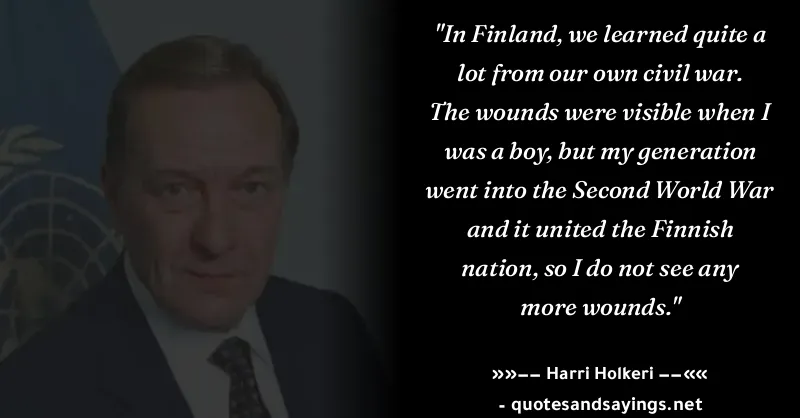 "In Finland, we learned quite a
lot from our own civil war.
The wounds were visible when I
was a boy, but my generation
went into the Second World War
and it united the Finnish
nation, so I do not see any
more wounds."
»»−− Harri Holkeri −−««
- quotesandsayings.net